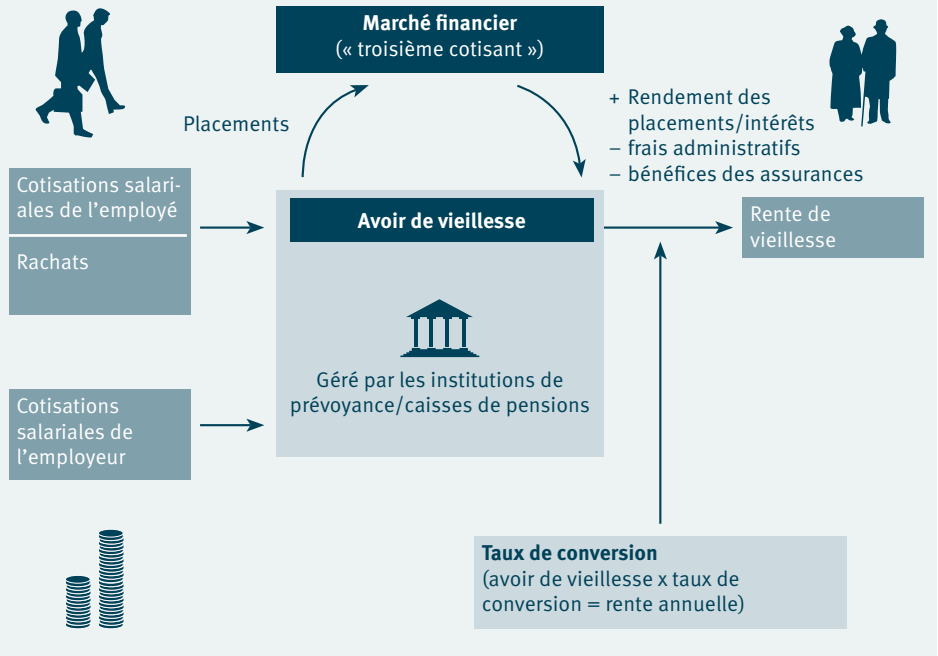 Marché financier
(« troisième cotisant »)
Placements
+ Rendement des
placements/intérêts
– frais administratifs
– bénéfices des assurances
Cotisations salari-
ales de l’employé
Rachats
Avoir de vieillesse
Rente de
vieillesse
Géré par les institutions de
prévoyance/caisses de pensions
Cotisations
salariales de
l’employeur
Taux de conversion
(avoir de vieillesse x taux de
conversion = rente annuelle)